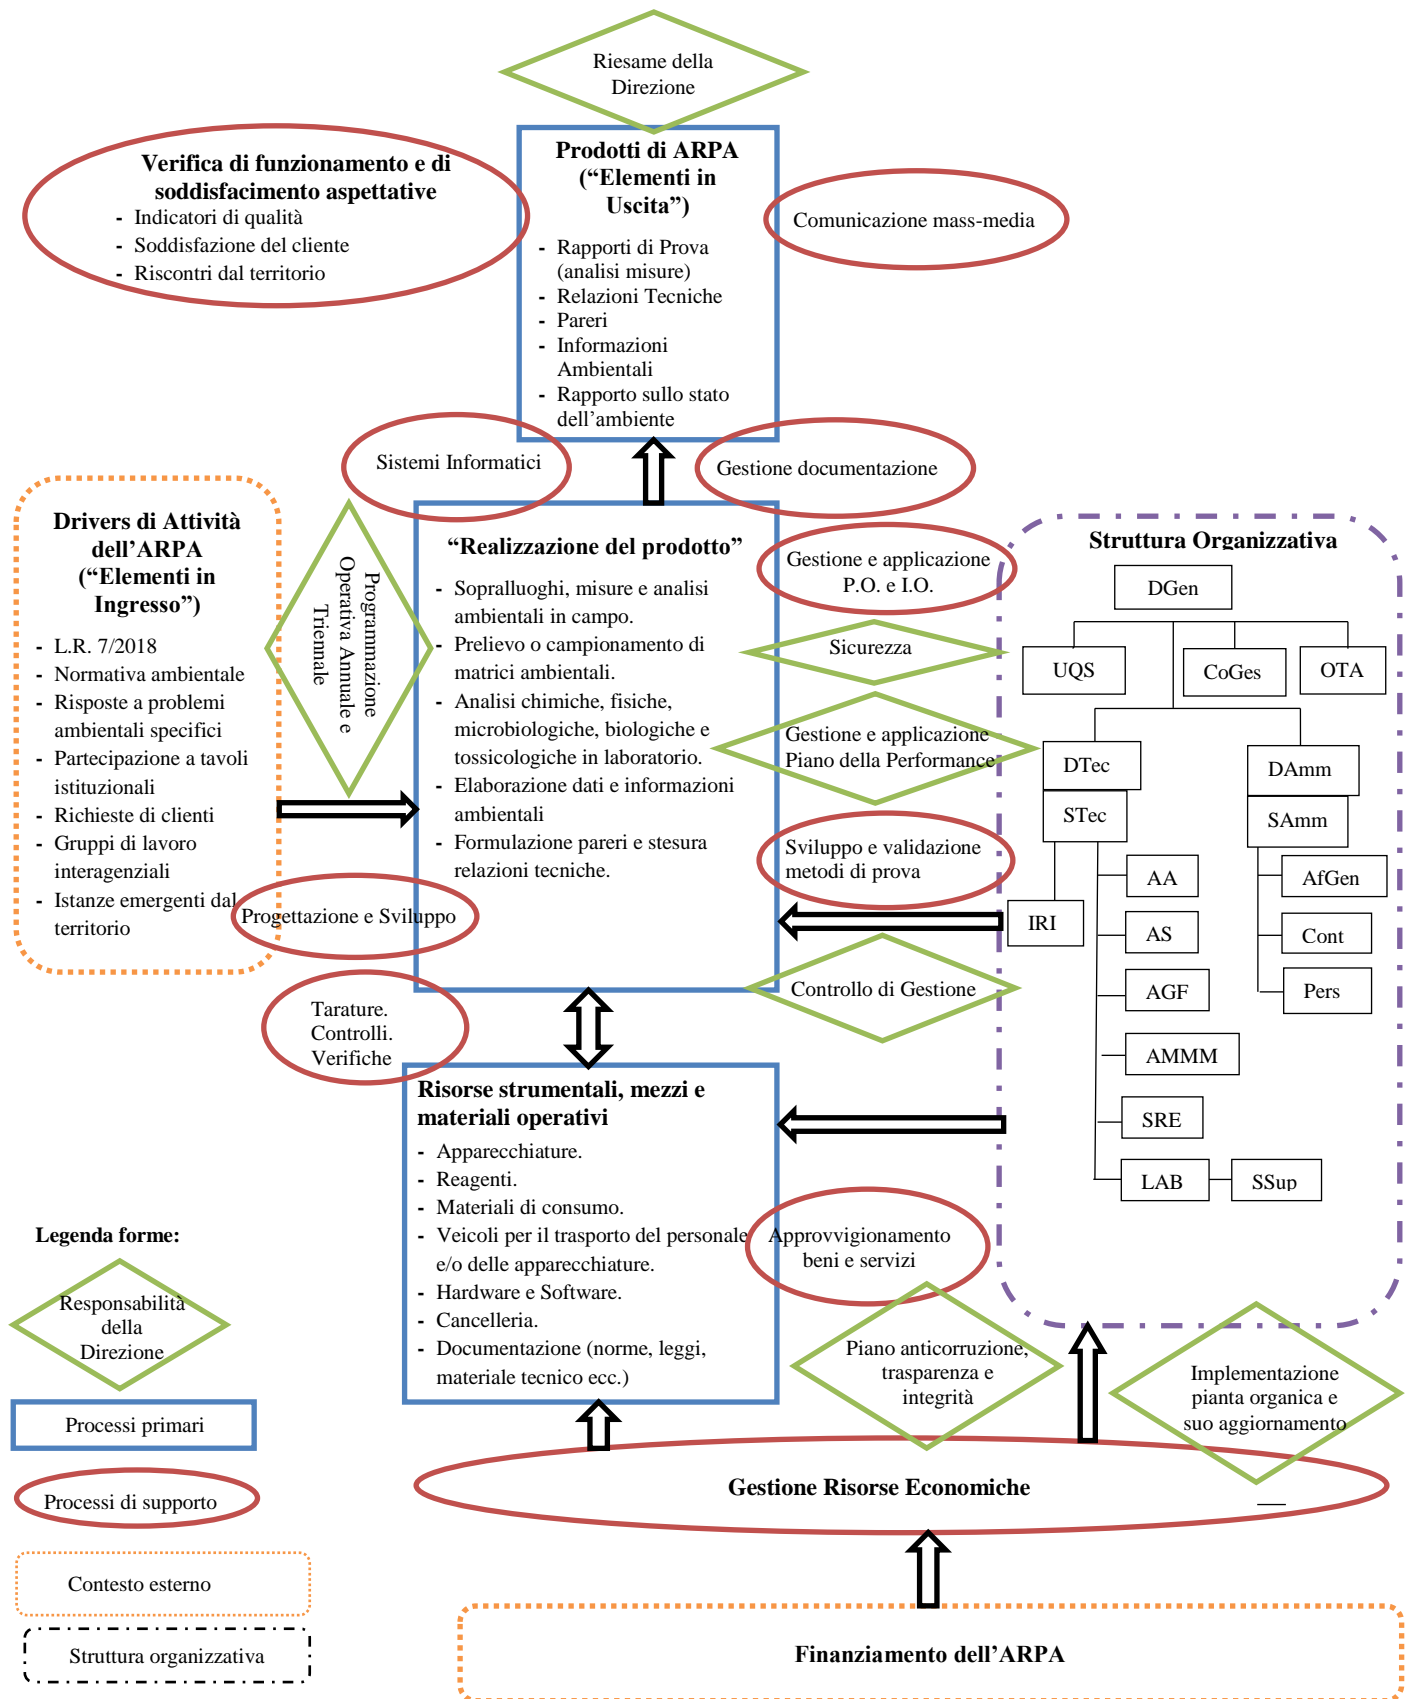 Riesame della
Direzione
Verifica di funzionamento e di
soddisfacimento aspettative
- Indicatori di qualità
- Soddisfazione del cliente
- Riscontri dal territorio
Prodotti di ARPA
(“Elementi in
Uscita”)
- Rapporti di Prova
(analisi misure)
- Relazioni Tecniche
- Pareri
- Informazioni
Ambientali
- Rapporto sullo stato
dell’ambiente
Comunicazione mass-media
Sistemi Informatici
Gestione documentazione
Drivers di Attività
dell’ARPA
(“Elementi in
Ingresso”)
- L.R. 7/2018
- Normativa ambientale
- Risposte a problemi
ambientali specifici
- Partecipazione a tavoli
istituzionali
- Richieste di clienti
- Gruppi di lavoro
interagenziali
- Istanze emergenti dal
territorio
Programmazione
Operativa Annuale e
Triennale
“Realizzazione del prodotto”
- Sopralluoghi, misure e analisi
ambientali in campo.
- Prelievo o campionamento di
matrici ambientali.
- Analisi chimiche, fisiche,
microbiologiche, biologiche e
tossicologiche in laboratorio.
- Elaborazione dati e informazioni
ambientali
- Formulazione pareri e stesura
relazioni tecniche.
Gestione e applicazione
P.O. e I.O.
Sicurezza
Gestione e applicazione
Piano della Performance
Sviluppo e validazione
metodi di prova
Controllo di Gestione
Struttura Organizzativa
DGen
UQS
CoGes
OTA
DTec
DAmm
STec
SAmm
AA
AfGen
IRI
AS
Cont
AGF
Pers
AMMM
SRE
LAB
SSup
Progettazione e Sviluppo
Tarature.
Controlli.
Verifiche
Risorse strumentali, mezzi e
materiali operativi
- Apparecchiature.
- Reagenti.
- Materiali di consumo.
- Veicoli per il trasporto del personale
e/o delle apparecchiature.
- Hardware e Software.
- Cancelleria.
- Documentazione (norme, leggi,
materiale tecnico ecc.)
Approvvigionamento
beni e servizi
Piano anticorruzione,
trasparenza e
integrità
Implementazione
pianta organica e
suo aggiornamento
Gestione Risorse Economiche
Finanziamento dell’ARPA
Legenda forme:
Responsabilità
della
Direzione
Processi primari
Processi di supporto
Contesto esterno
Struttura organizzativa